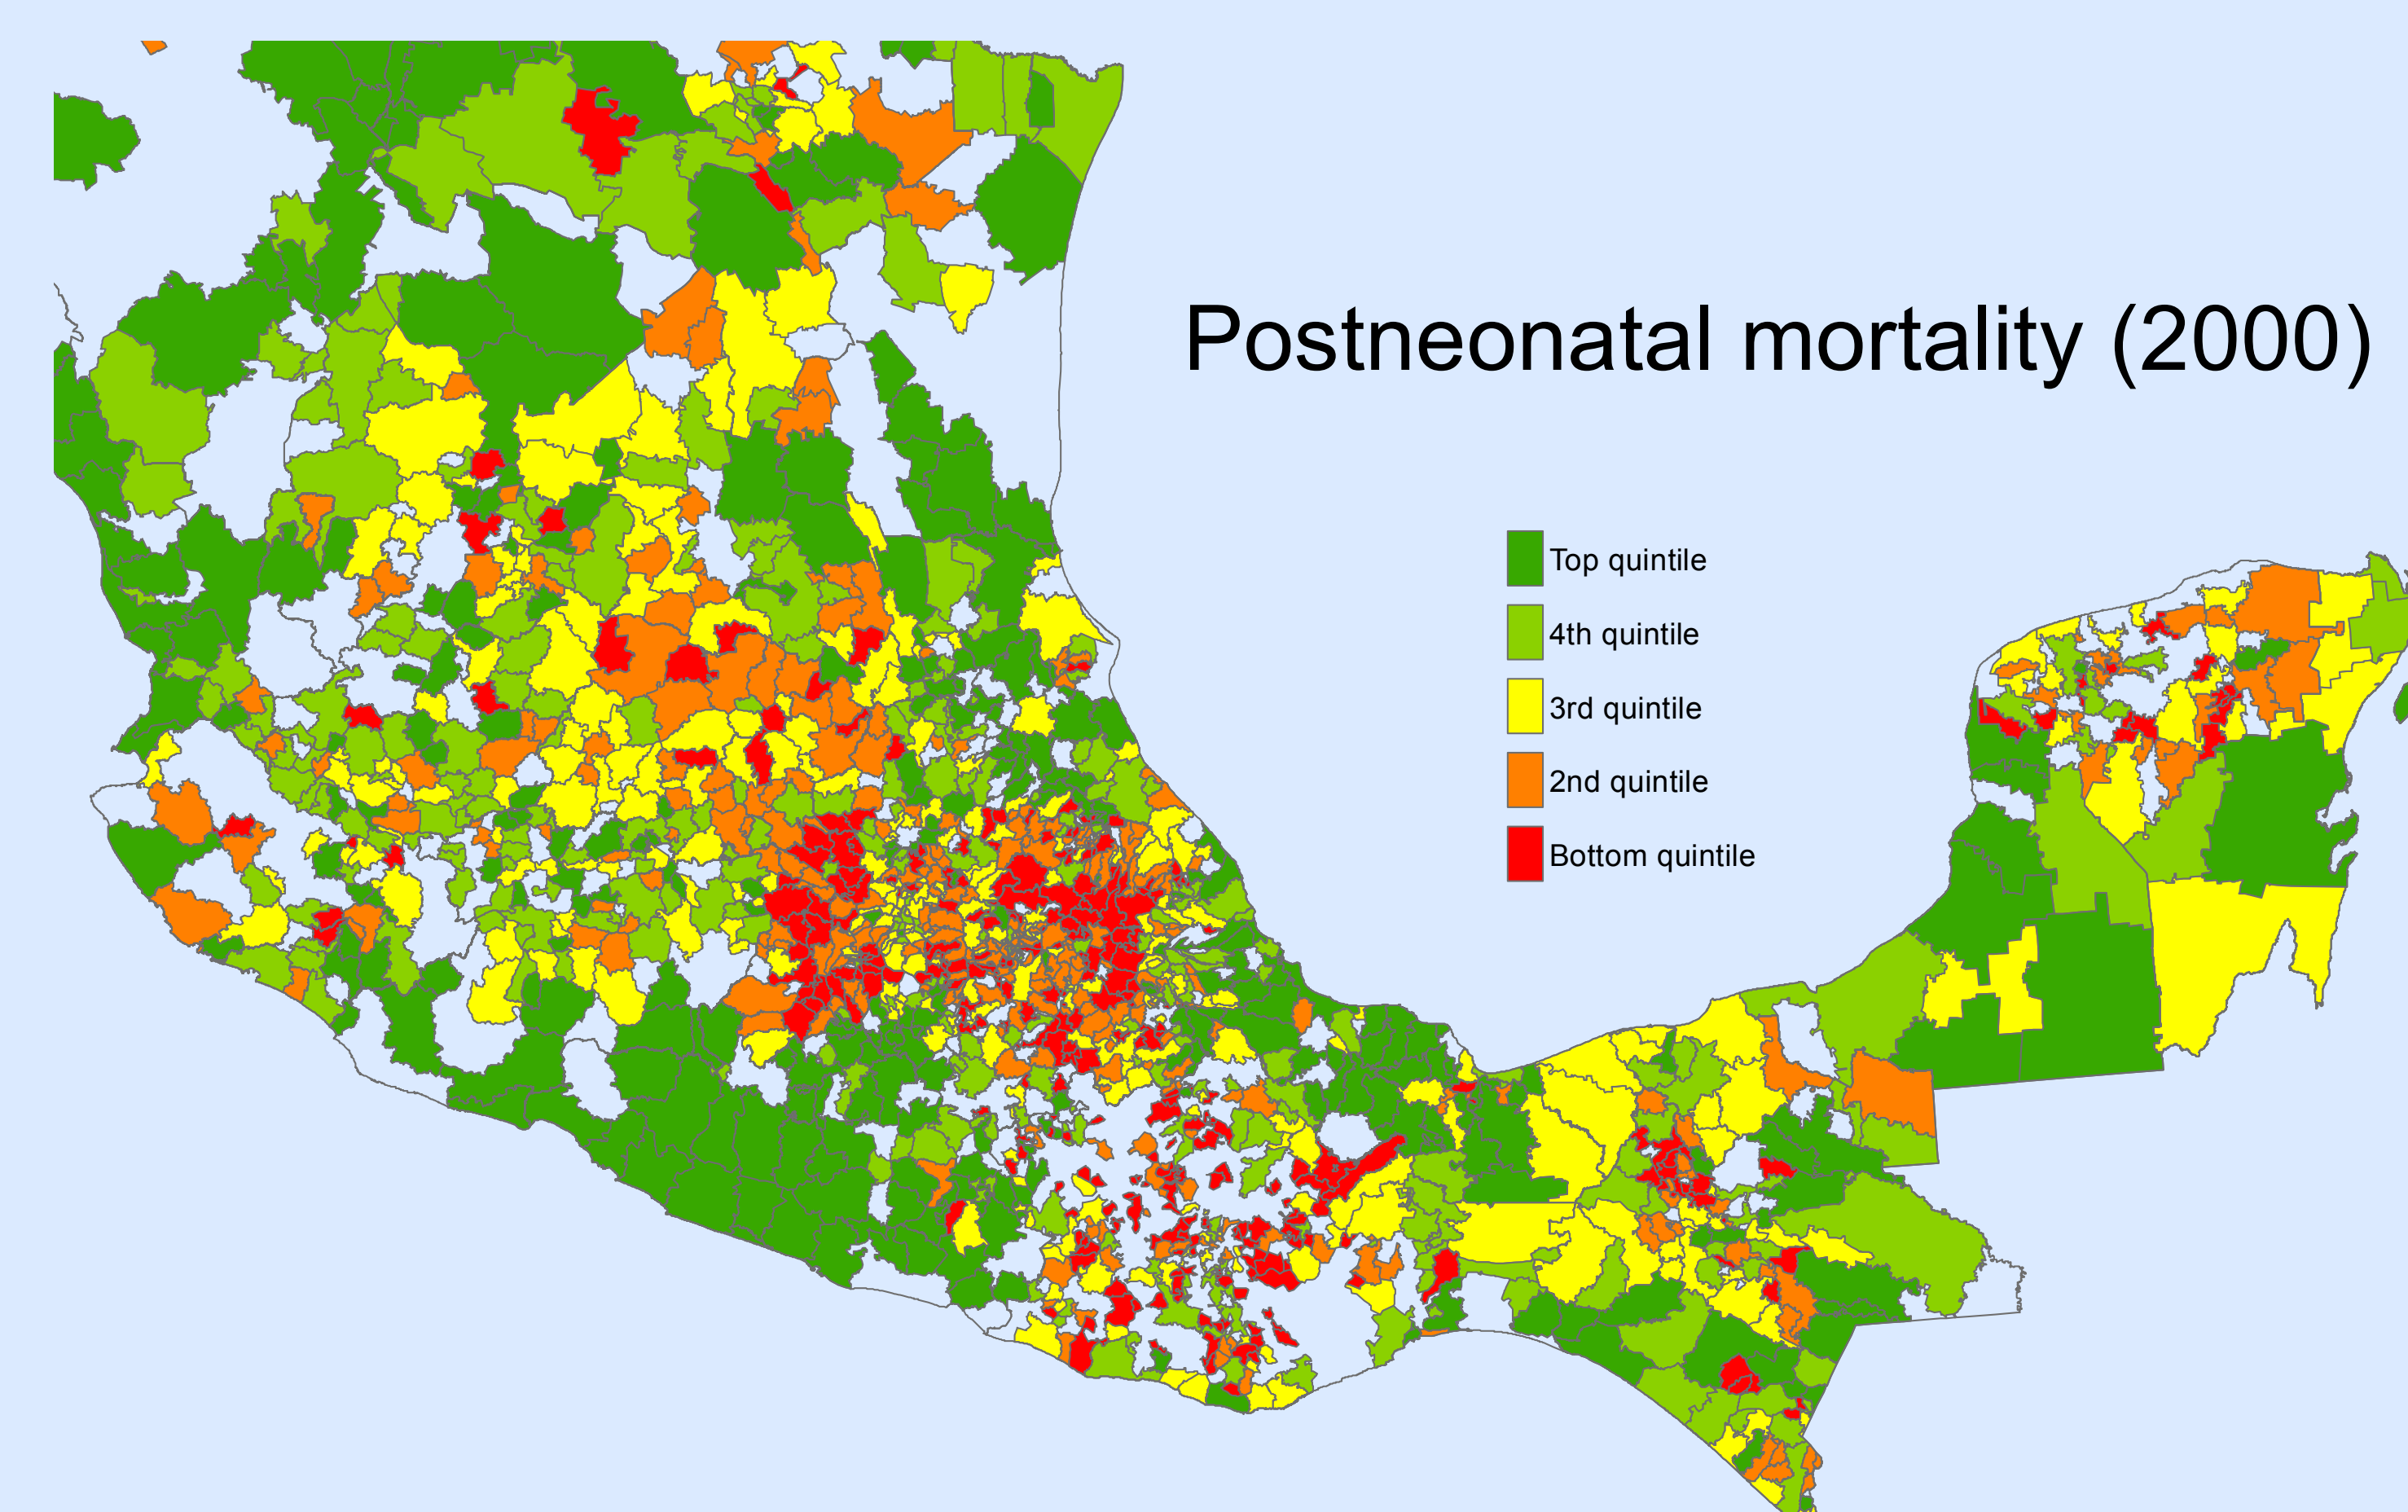 Postneonatal mortality (2000)
Top quintile
4th quintile
3rd quintile
2nd quintile
Bottom quintile